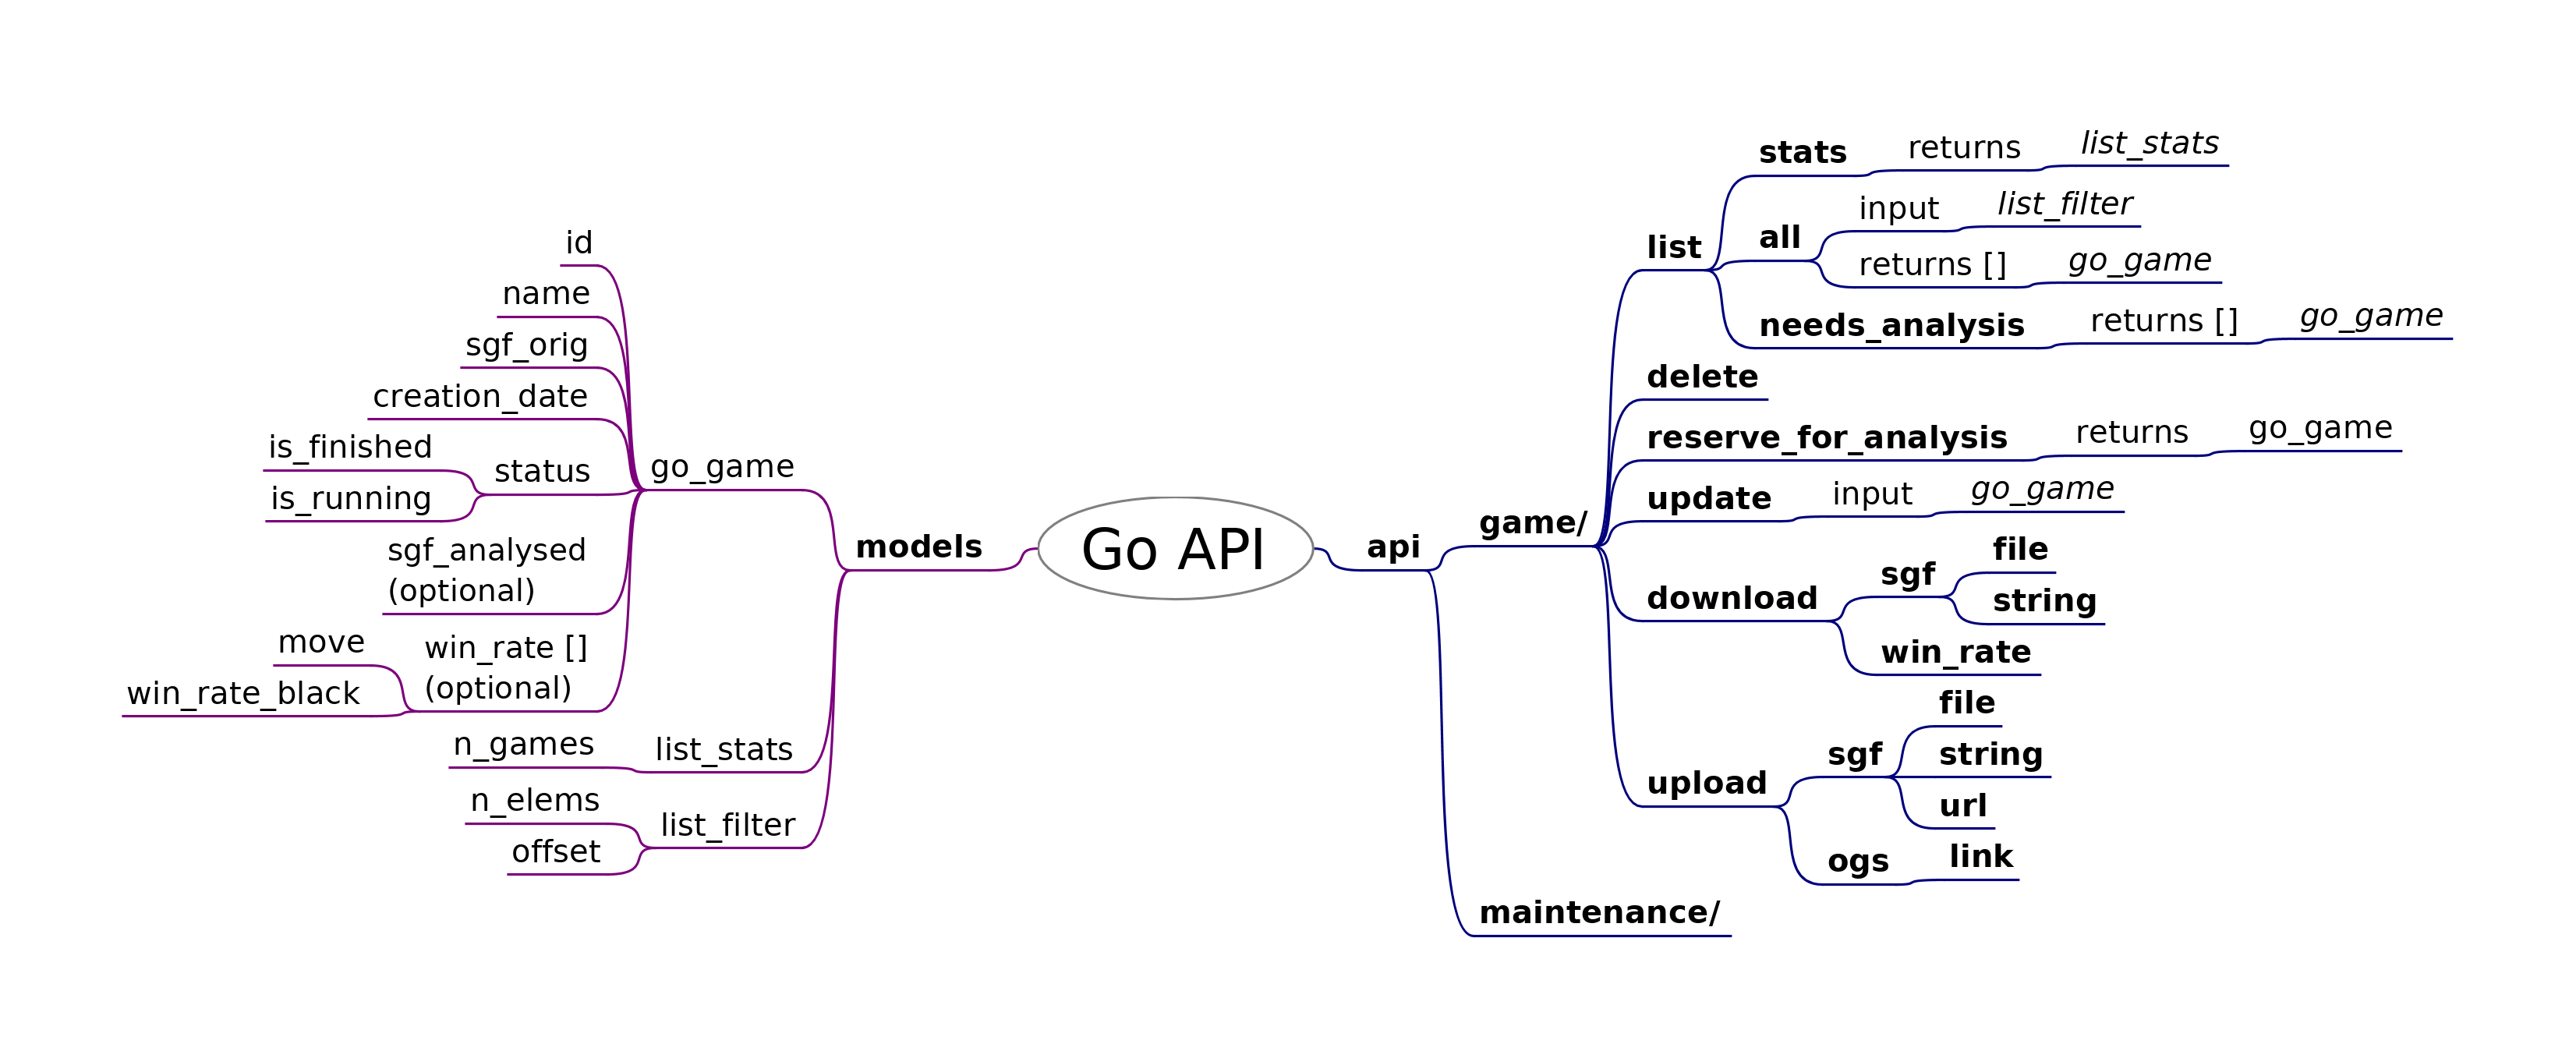 Go API
models
go_game
id
name
sgf_orig
creation_date
status
is_finished
is_running
sgf_analysed
(optional)
win_rate []
(optional)
move
win_rate_black
list_stats
n_games
list_filter
n_elems
offset
api
game/
list
stats
returns
list_stats
all
input
list_filter
returns []
go_game
needs_analysis
returns []
go_game
delete
reserve_for_analysis
returns
go_game
update
input
go_game
download
sgf
file
string
win_rate
upload
sgf
file
string
url
ogs
link
maintenance/